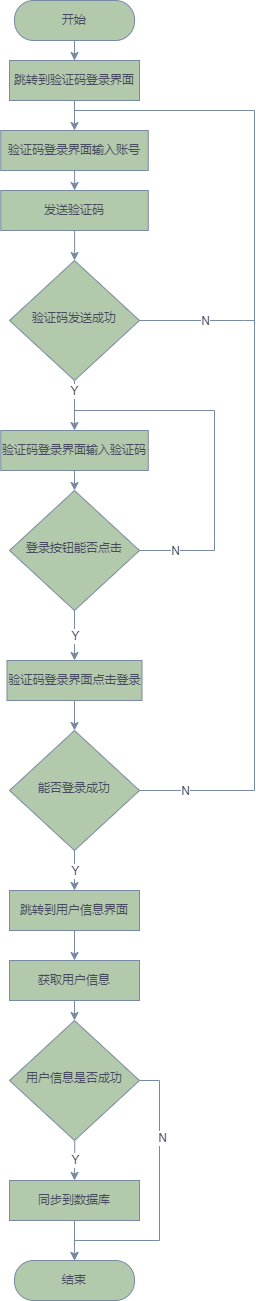 开始
跳转到验证码登录界面
验证码登录界面输入账号
发送验证码
验证码发送成功
N
Y
验证码登录界面输入验证码
登录按钮能否点击
N
Y
验证码登录界面点击登录
能否登录成功
N
Y
跳转到用户信息界面
获取用户信息
用户信息是否成功
N
Y
同步到数据库
结束